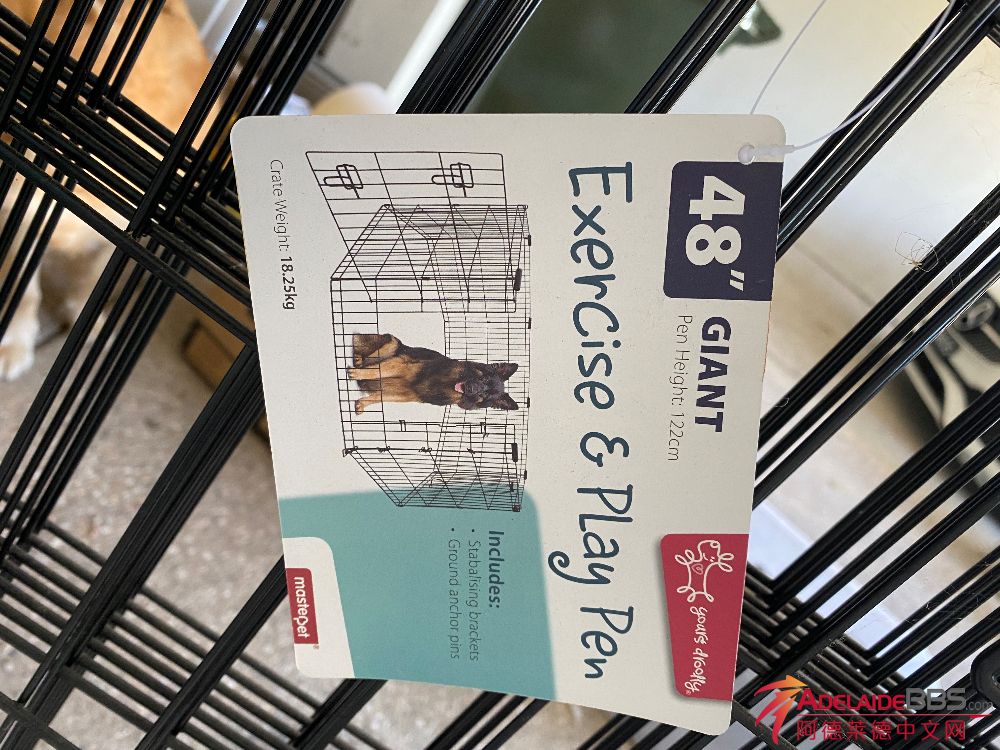 48” GIANT
Pen Height: 122cm
yours droolly®
Exercise & Play Pen
Includes:
• Stabalising brackets
• Ground anchor pins
Crate Weight: 18.25kg
masterpet®
ADELAIDEBBS.com
阿德莱德中文网